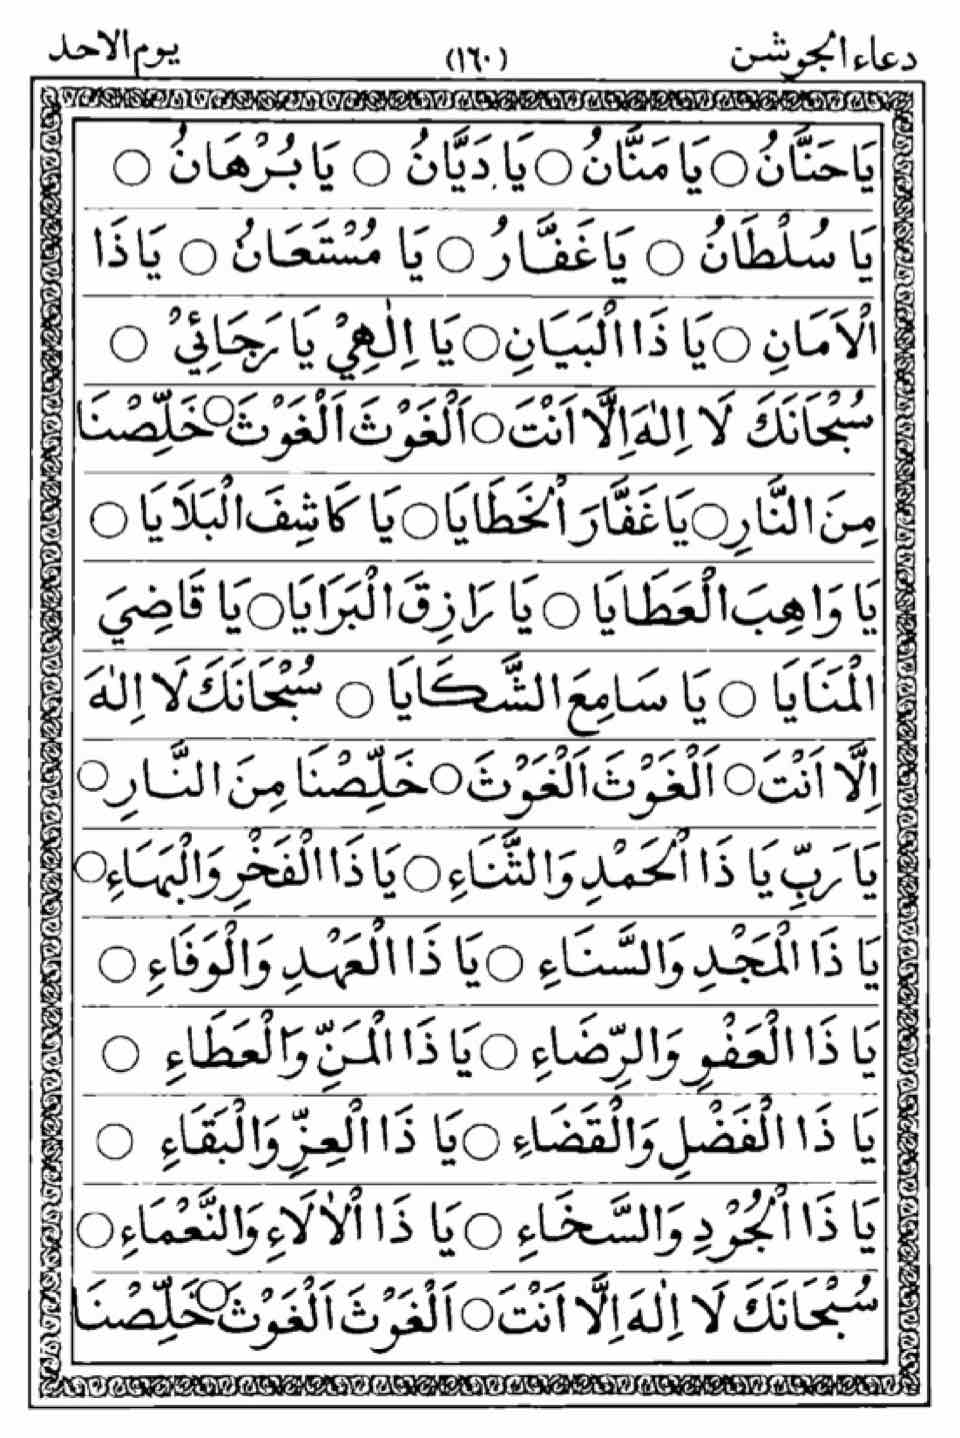 دعاء الجوشن (١٦٠) يوم الاحد
يَا حَنَّانُ ○ يَا مَنَّانُ ○ يَا دَيَّانُ ○ يَا بُرْهَانُ ○
يَا سُلْطَانُ ○ يَا غَفَّارُ ○ يَا مُسْتَعَانُ ○ يَا ذَا
الْاَمَانِ ○ يَا ذَا الْبَيَانِ ○ يَا اِلٰهِيْ يَا رَجَائِيْ ○
سُبْحَانَكَ لَا اِلٰهَ اِلَّا اَنْتَ ○ اَلْغَوْثَ اَلْغَوْثَ ○ خَلِّصْنَا
مِنَ النَّارِ ○ يَا غَفَّارَ الْخَطَايَا ○ يَا كَاشِفَ الْبَلَايَا ○
يَا وَاهِبَ الْعَطَايَا ○ يَا رَازِقَ الْبَرَايَا ○ يَا قَاضِيَ
الْمَنَايَا ○ يَا سَامِعَ الشَّكَايَا ○ سُبْحَانَكَ لَا اِلٰهَ
اِلَّا اَنْتَ ○ اَلْغَوْثَ اَلْغَوْثَ ○ خَلِّصْنَا مِنَ النَّارِ ○
يَا رَبِّ يَا ذَا الْحَمْدِ وَالثَّنَاءِ ○ يَا ذَا الْفَخْرِ وَالْبَهَاءِ ○
يَا ذَا الْمَجْدِ وَالسَّنَاءِ ○ يَا ذَا الْعَهْدِ وَالْوَفَاءِ ○
يَا ذَا الْعَفْوِ وَالرِّضَاءِ ○ يَا ذَا الْمَنِّ وَالْعَطَاءِ ○
يَا ذَا الْفَضْلِ وَالْقَضَاءِ ○ يَا ذَا الْعِزِّ وَالْبَقَاءِ ○
يَا ذَا الْجُوْدِ وَالسَّخَاءِ ○ يَا ذَا الْاٰلَاءِ وَالنَّعْمَاءِ ○
سُبْحَانَكَ لَا اِلٰهَ اِلَّا اَنْتَ ○ اَلْغَوْثَ اَلْغَوْثَ ○ خَلِّصْنَا